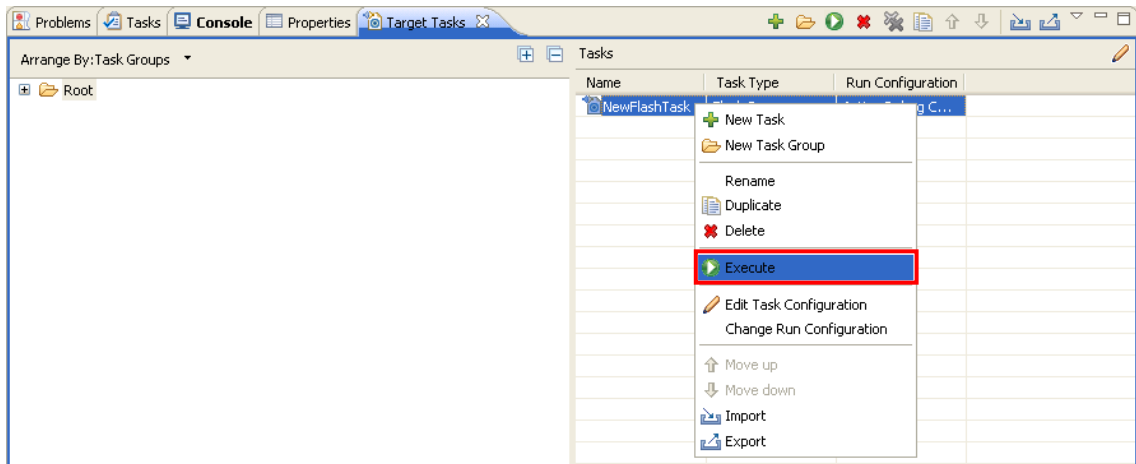 Problems Tasks Console Properties Target Tasks
Arrange By:Task Groups
Tasks
Root
Name Task Type Run Configuration
NewFlashTask g C...
New Task
New Task Group
Rename
Duplicate
Delete
Execute
Edit Task Configuration
Change Run Configuration
Move up
Move down
Import
Export